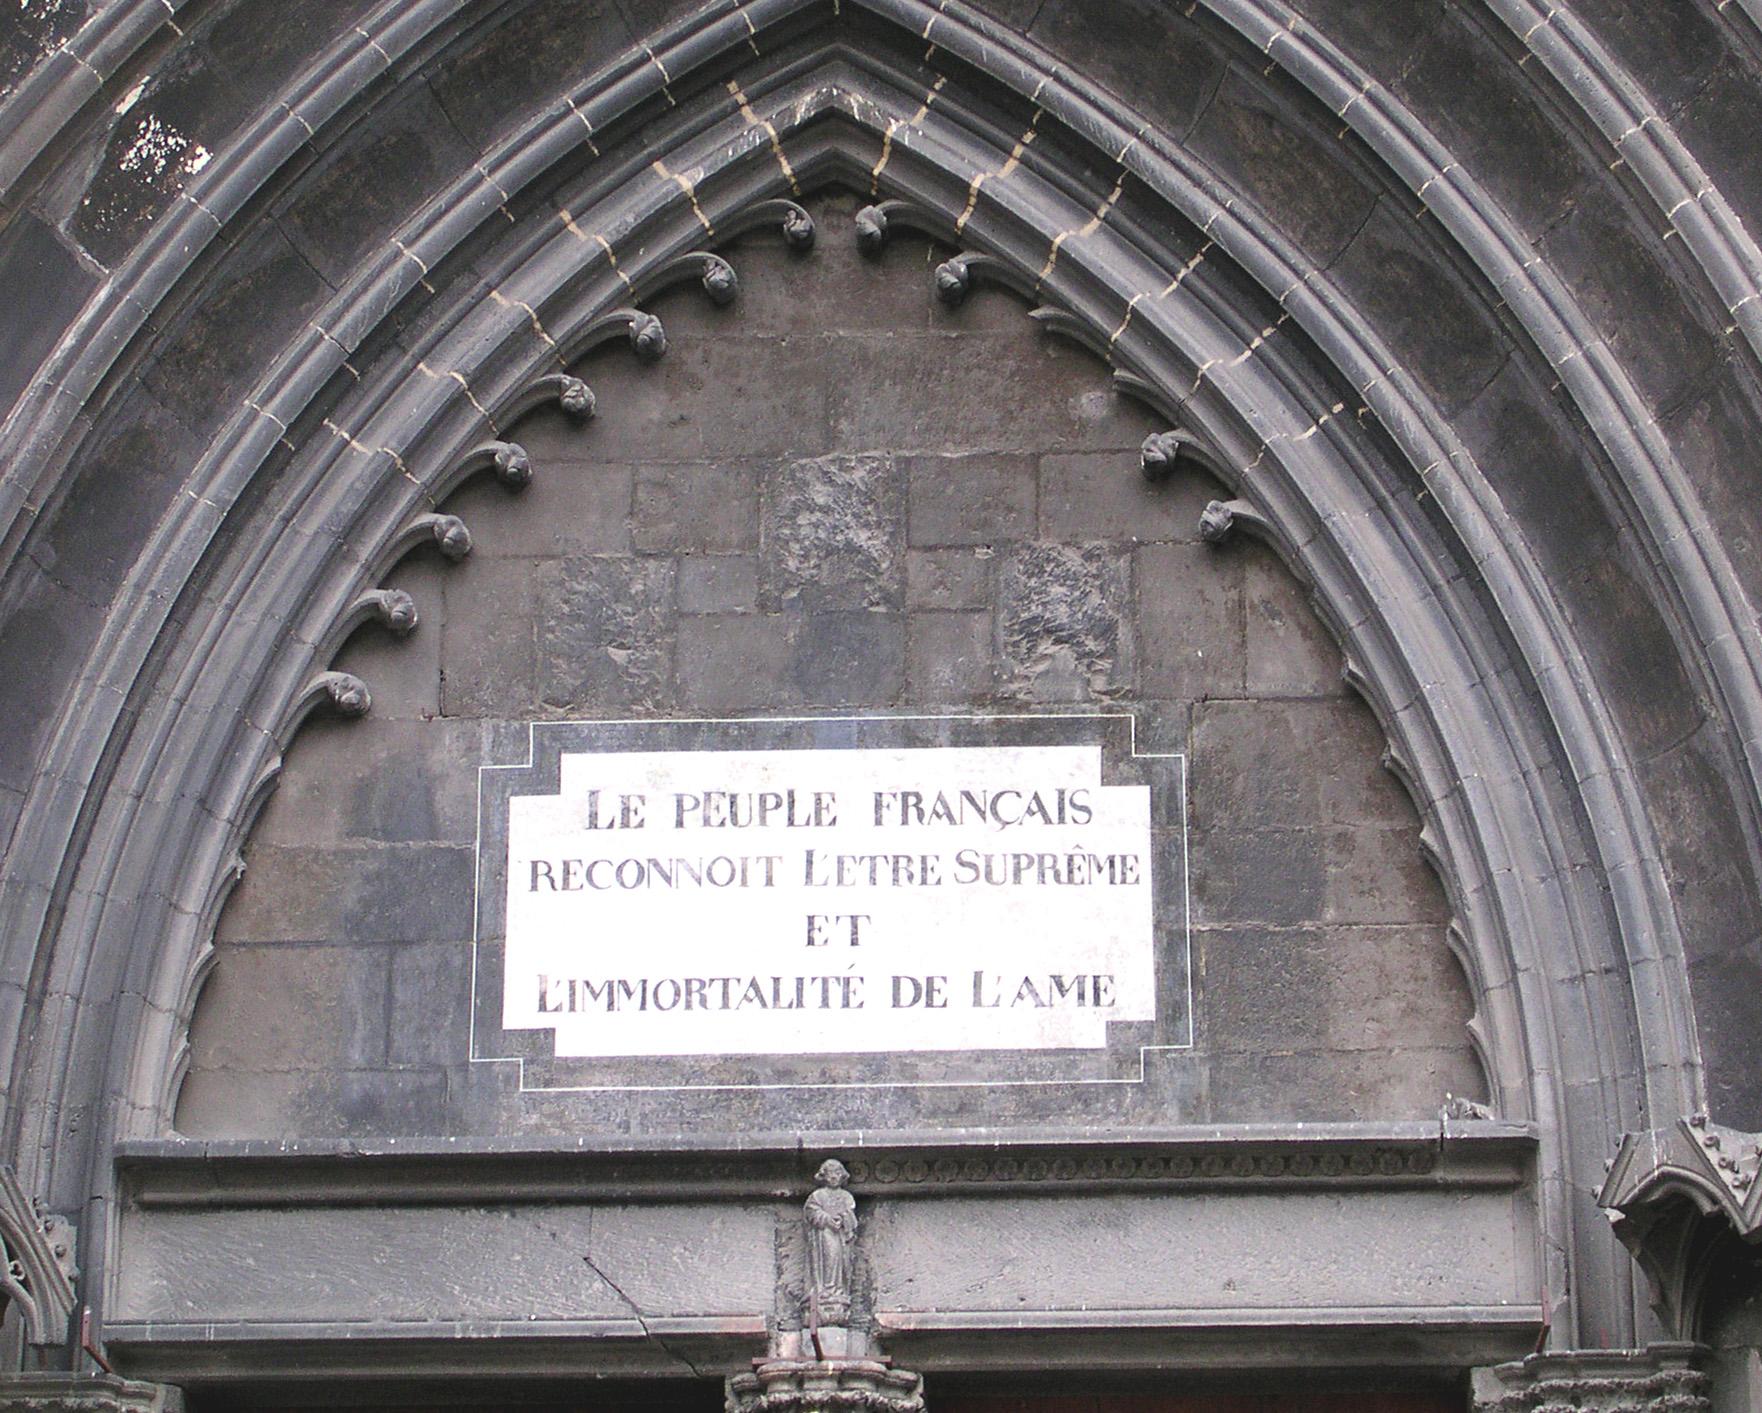 LE PEUPLE FRANÇAIS
RECONNOIT L'ETRE SUPRÊME
ET
L'IMMORTALITÉ DE L'AME